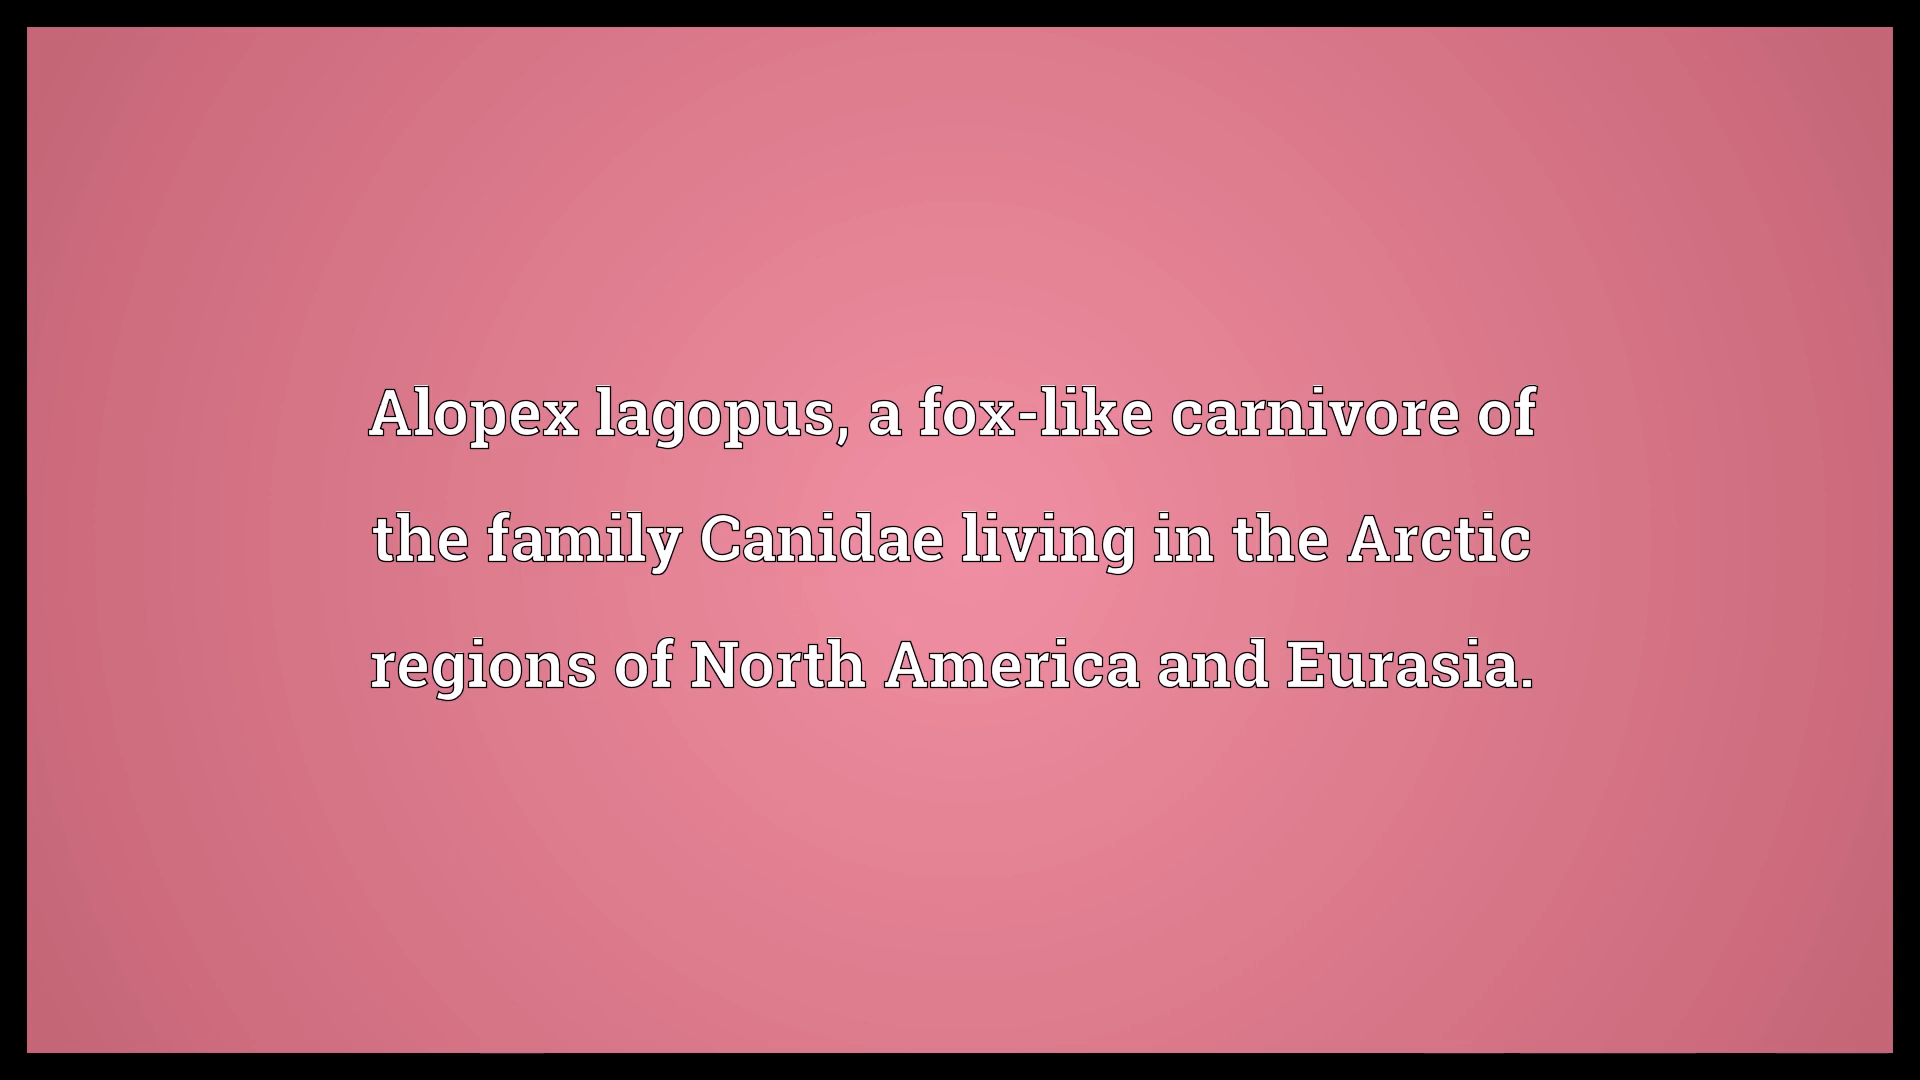 Alopex lagopus, a fox-like carnivore of
the family Canidae living in the Arctic
regions of North America and Eurasia.